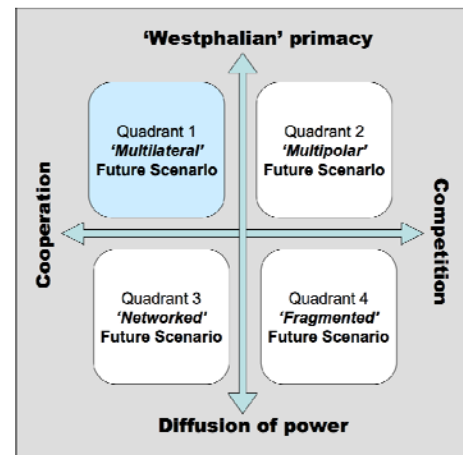 ‘Westphalian’ primacy
Quadrant 1
‘Multilateral’
Future Scenario
Quadrant 2
‘Multipolar’
Future Scenario
Cooperation
Competition
Quadrant 3
‘Networked’
Future Scenario
Quadrant 4
‘Fragmented’
Future Scenario
Diffusion of power